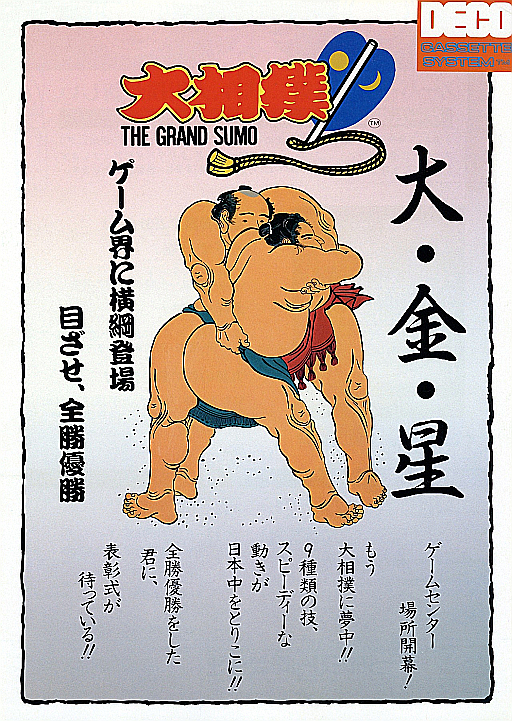 DECO
CASSETTE
SYSTEM™
大相撲
TM
THE GRAND SUMO
大・金・星
ゲーム界に横綱登場
目ざせ、全勝優勝
ゲームセンター
場所開幕!
もう
大相撲に夢中!!
9種類の技、
スピーディーな
動きが
日本中をとりこに!!
全勝優勝をした
君に、
表彰式が
待っている!!